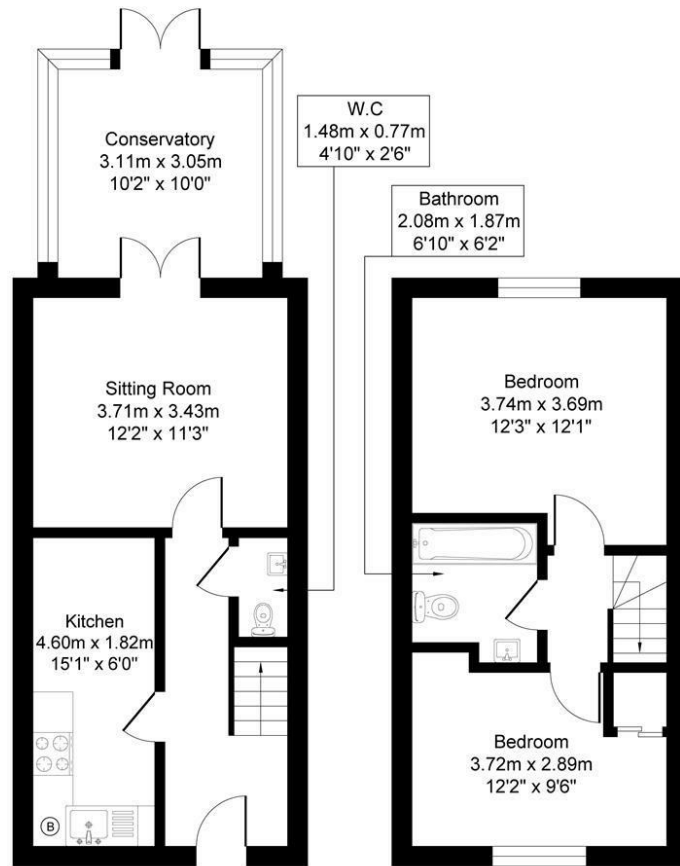 Conservatory
3.11m x 3.05m
10'2" x 10'0"
W.C
1.48m x 0.77m
4'10" x 2'6"
Bathroom
2.08m x 1.87m
6'10" x 6'2"
Sitting Room
3.71m x 3.43m
12'2" x 11'3"
Bedroom
3.74m x 3.69m
12'3" x 12'1"
Kitchen
4.60m x 1.82m
15'1" x 6'0"
B
Bedroom
3.72m x 2.89m
12'2" x 9'6"